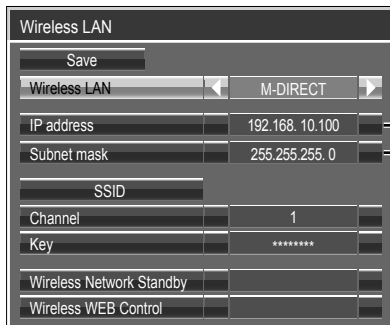 Wireless LAN
Save
Wireless LAN M-DIRECT
IP address 192.168. 10.100
Subnet mask 255.255.255. 0
SSID
Channel 1
Key ********
Wireless Network Standby
Wireless WEB Control